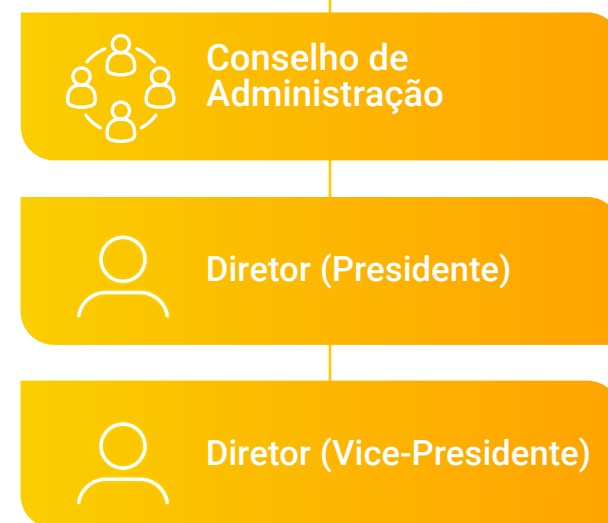 Conselho de
Administração
Diretor (Presidente)
Diretor (Vice-Presidente)